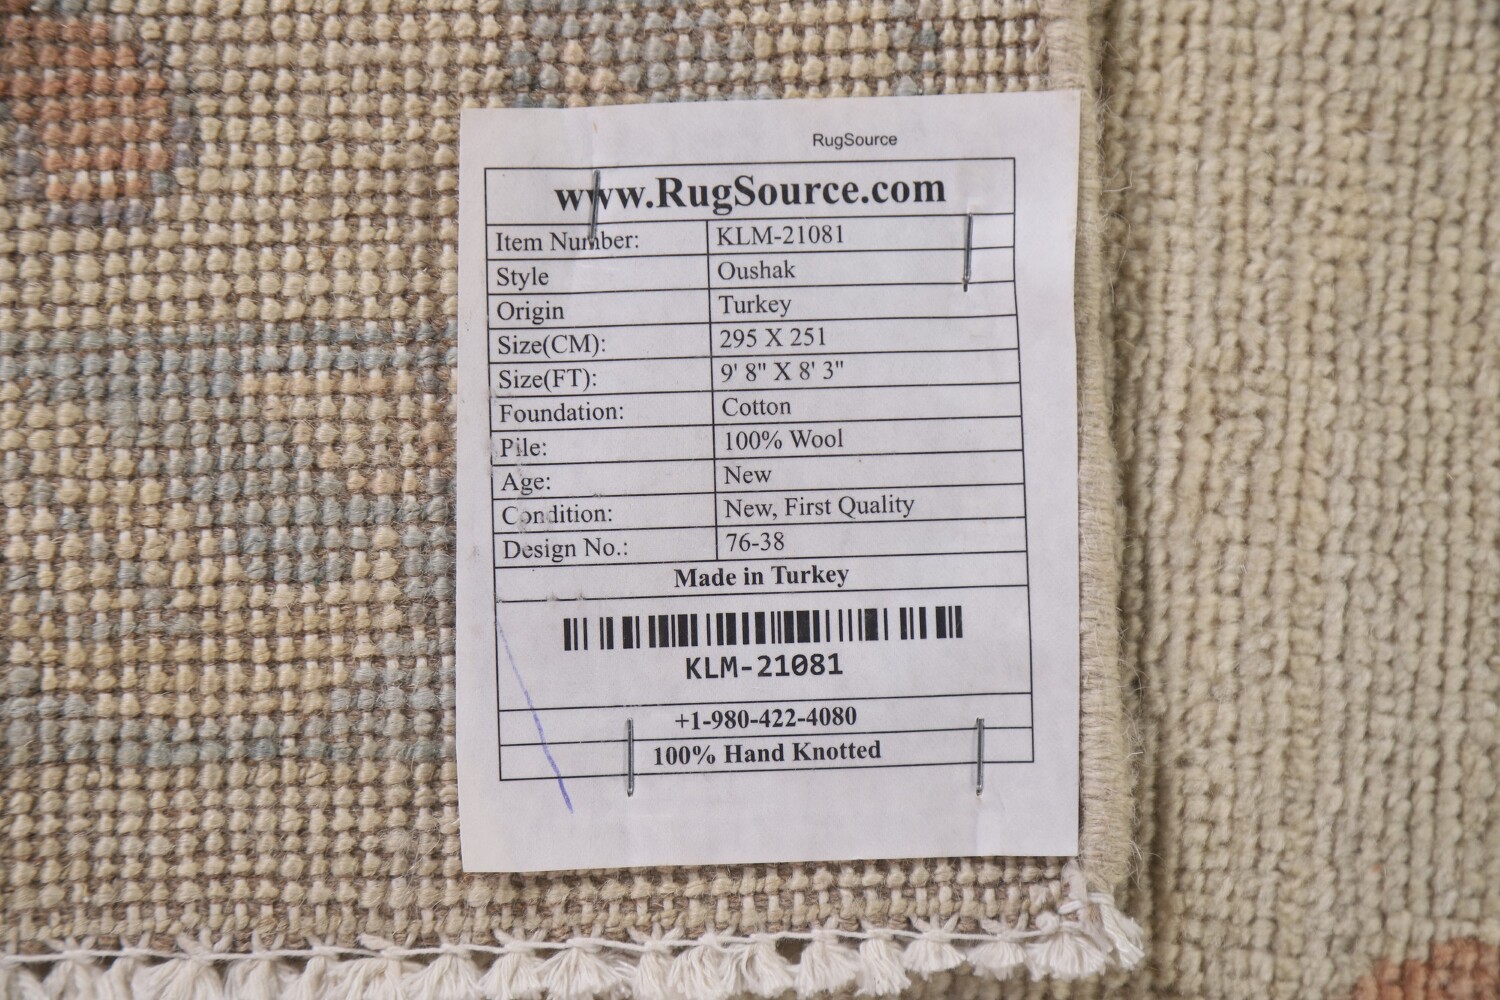 RugSource
www.RugSource.com
Item Number: KLM-21081
Style Oushak
Origin Turkey
Size(CM): 295 X 251
Size(FT): 9' 8" X 8' 3"
Foundation: Cotton
Pile: 100% Wool
Age: New
Condition: New, First Quality
Design No.: 76-38
Made in Turkey
KLM-21081
+1-980-422-4080
100% Hand Knotted